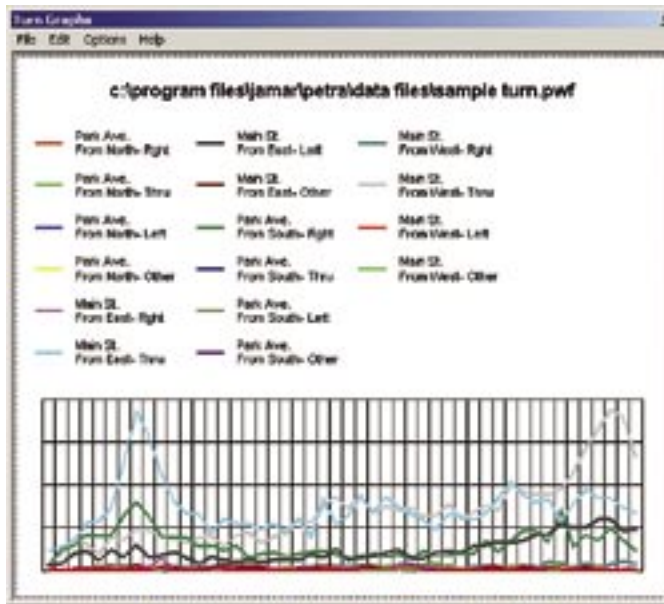 Turn Graphs
File Edit Options Help
c:\program files\jamar\petra\data files\sample turn.pwf
Park Ave.
From North- Rght
Park Ave.
From North- Thru
Park Ave.
From North- Left
Park Ave.
From North- Other
Main St.
From East- Rght
Main St.
From East- Thru
Main St.
From East- Left
Main St.
From East- Other
Park Ave.
From South- Rght
Park Ave.
From South- Thru
Park Ave.
From South- Left
Park Ave.
From South- Other
Main St.
From West- Rght
Main St.
From West- Thru
Main St.
From West- Left
Main St.
From West- Other